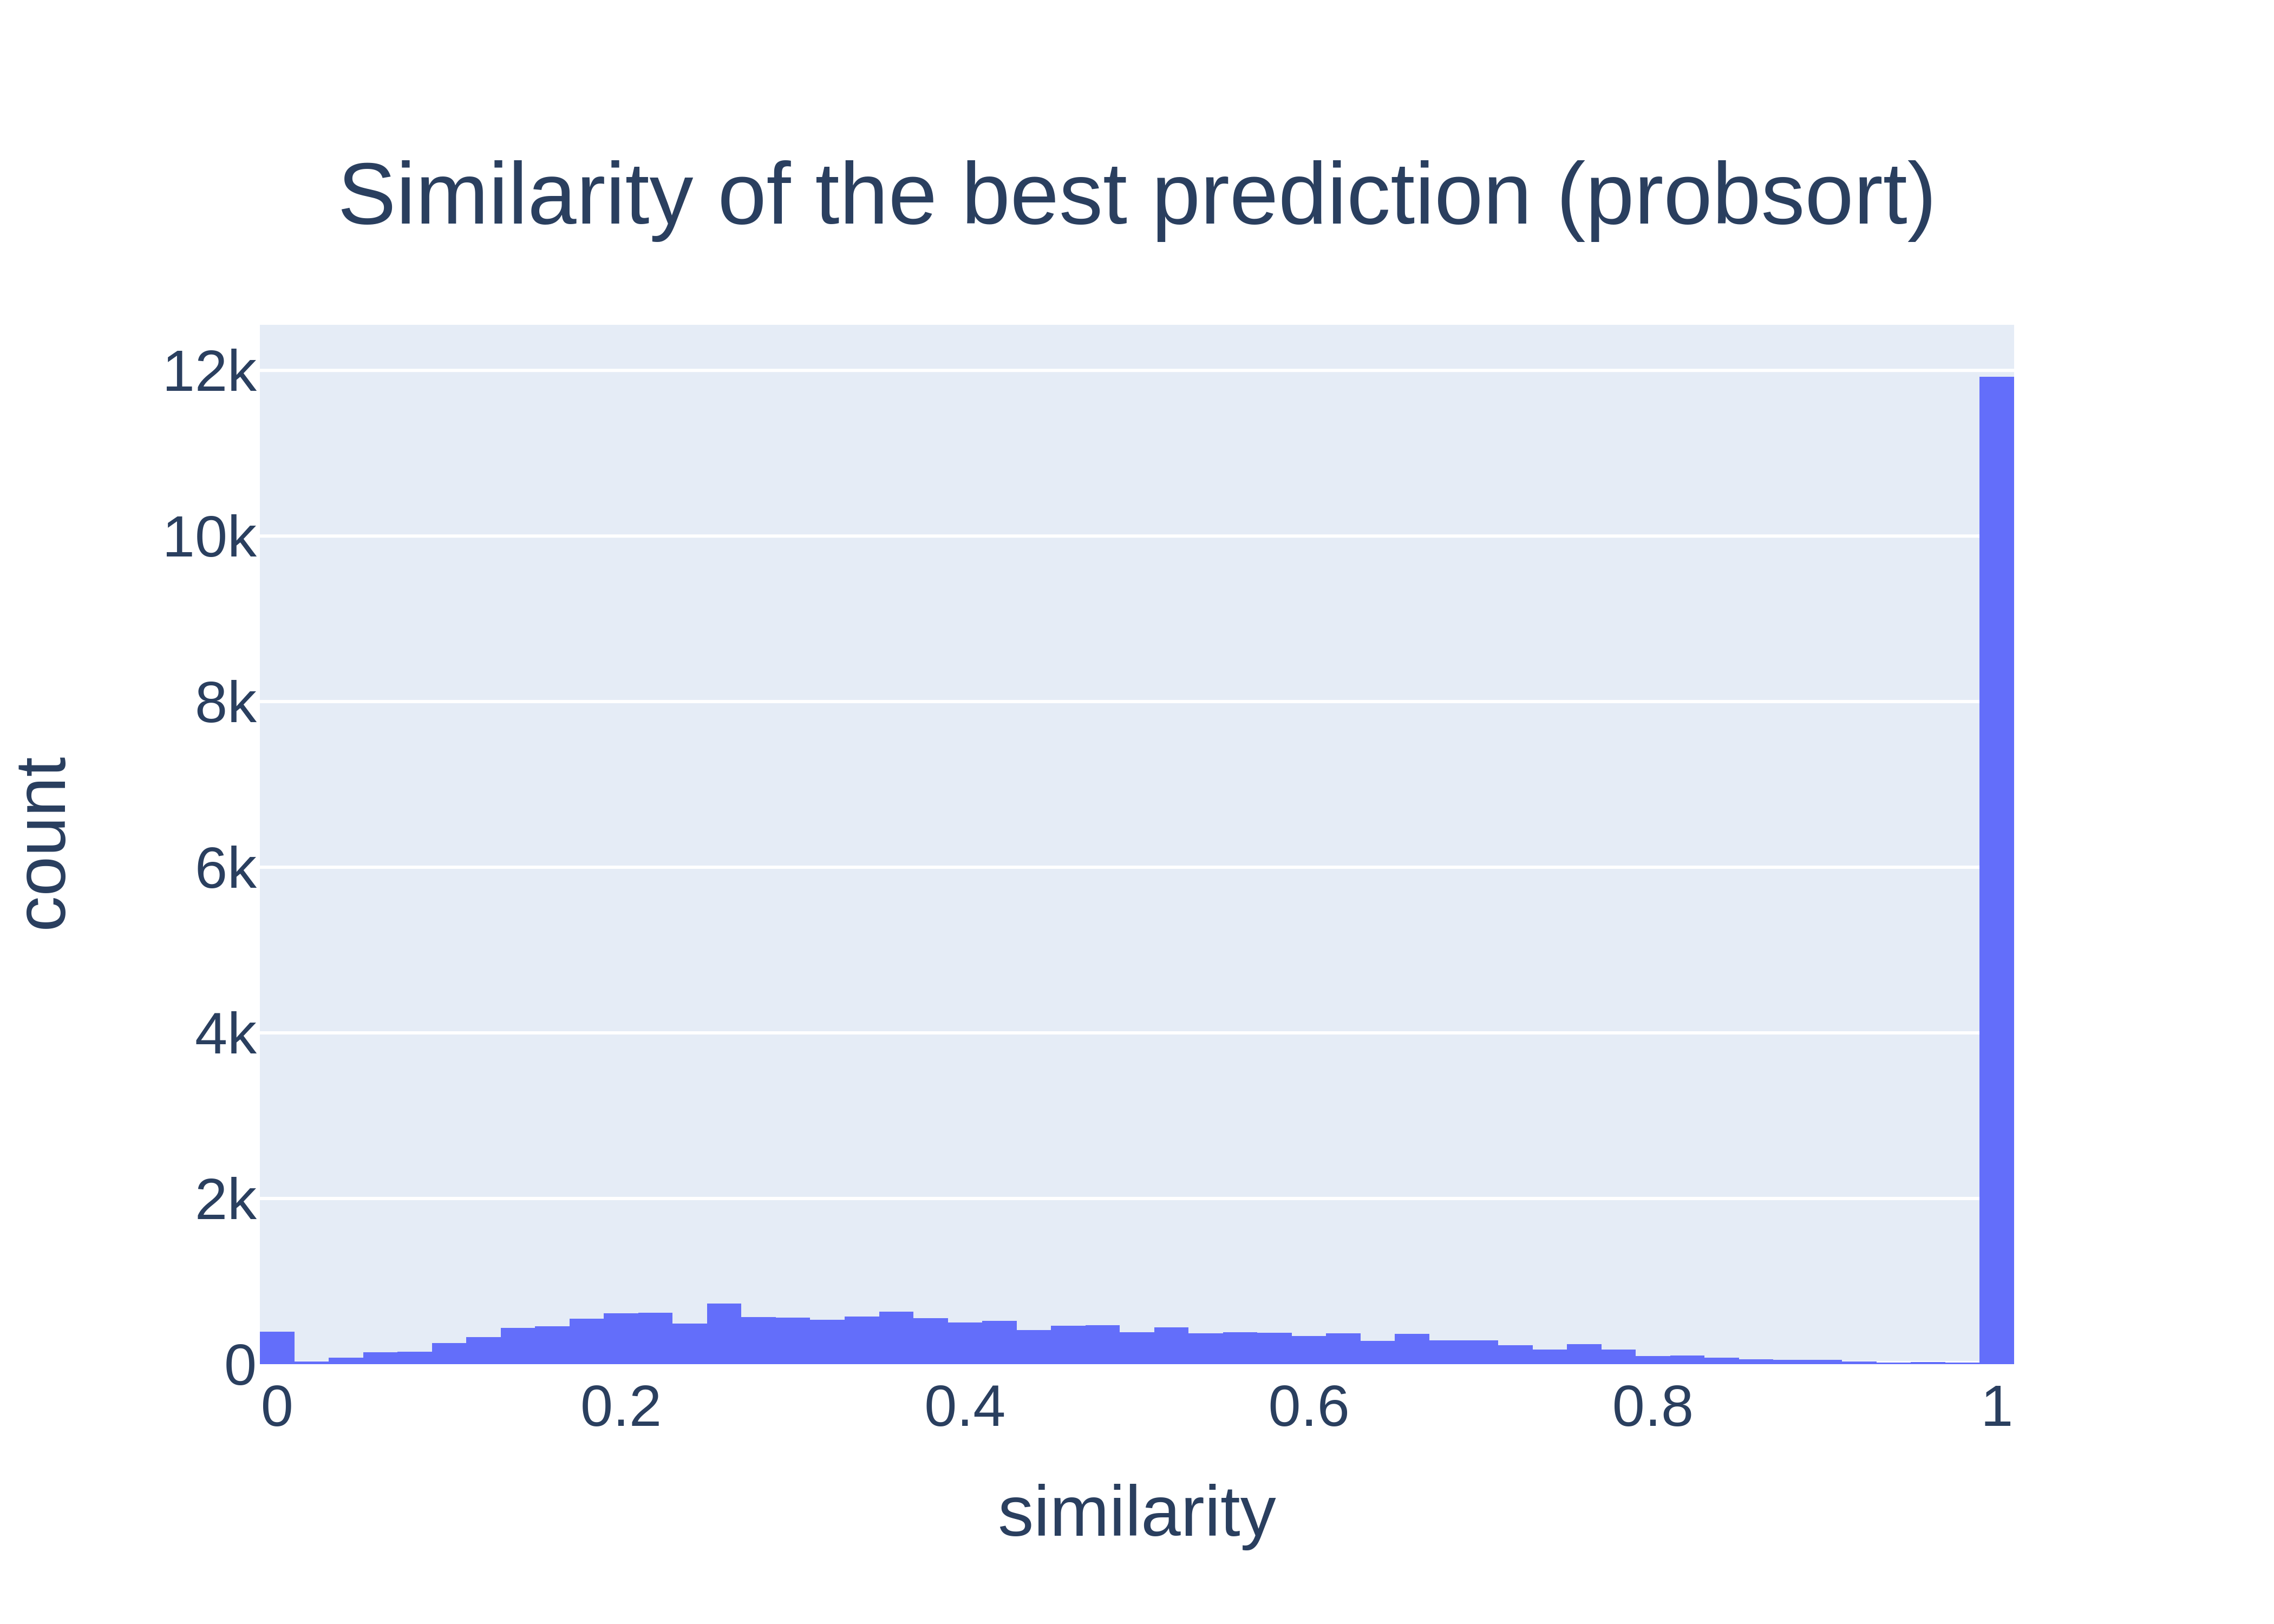 Similarity of the best prediction (probsort)
12k
10k
8k
6k
4k
2k
0
count
0 0.2 0.4 0.6 0.8 1
similarity